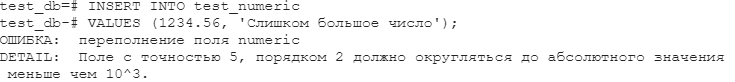 test_db=# INSERT INTO test_numeric
test_db-# VALUES (1234.56, 'Слишком большое число');
ОШИБКА:  переполнение поля numeric
DETAIL:  Поле с точностью 5, порядком 2 должно округляться до абсолютного значения
 меньше чем 10^3.